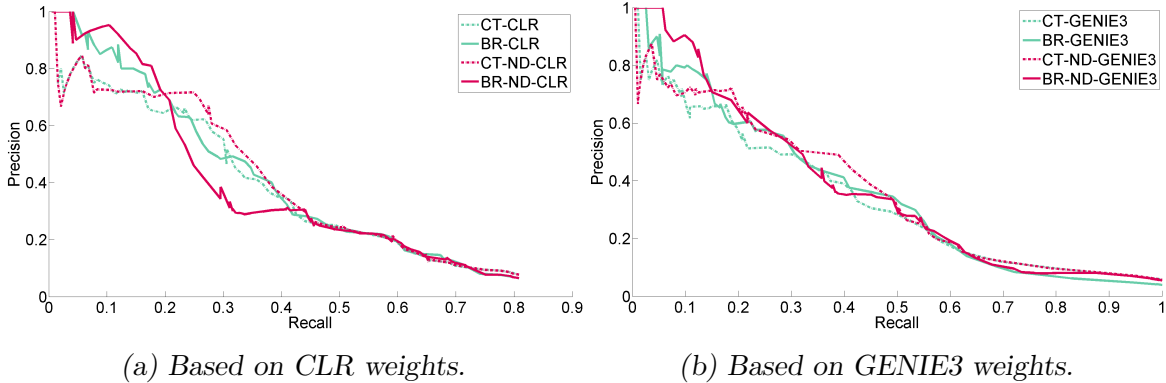 CT-CLR
BR-CLR
CT-ND-CLR
BR-ND-CLR
Precision
1
0.8
0.6
0.4
0.2
0
0 0.1 0.2 0.3 0.4 0.5 0.6 0.7 0.8 0.9
Recall
(a) Based on CLR weights.
CT-GENIE3
BR-GENIE3
CT-ND-GENIE3
BR-ND-GENIE3
Precision
1
0.8
0.6
0.4
0.2
0
0 0.1 0.2 0.3 0.4 0.5 0.6 0.7 0.8 0.9 1
Recall
(b) Based on GENIE3 weights.